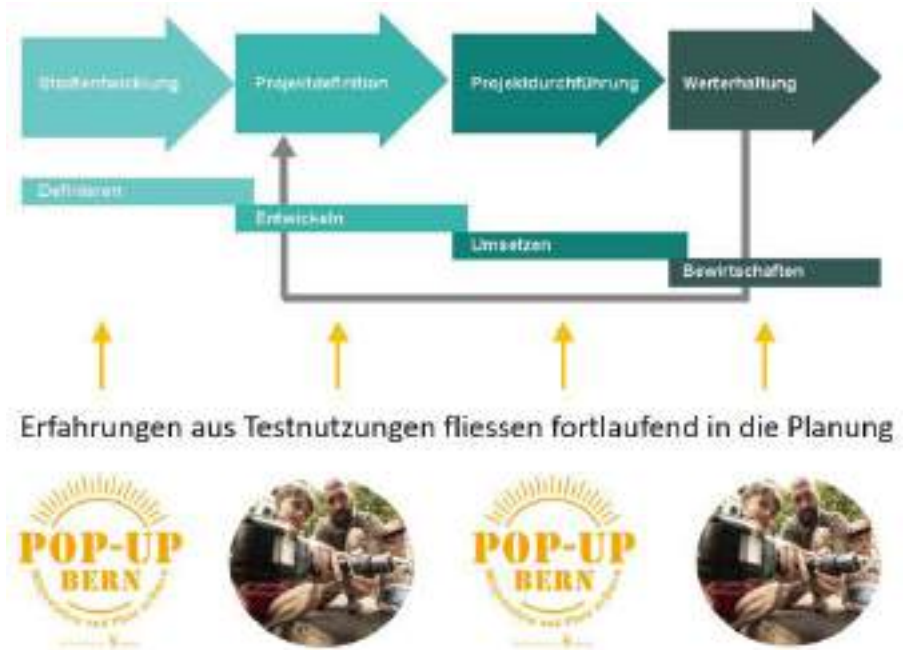 Stadtentwicklung
Projektdefinition
Projektdurchführung
Werterhaltung
Definieren
Entwickeln
Umsetzen
Bewirtschaften
Erfahrungen aus Testnutzungen fliessen fortlaufend in die Planung
POP-UP
BERN
POP-UP
BERN